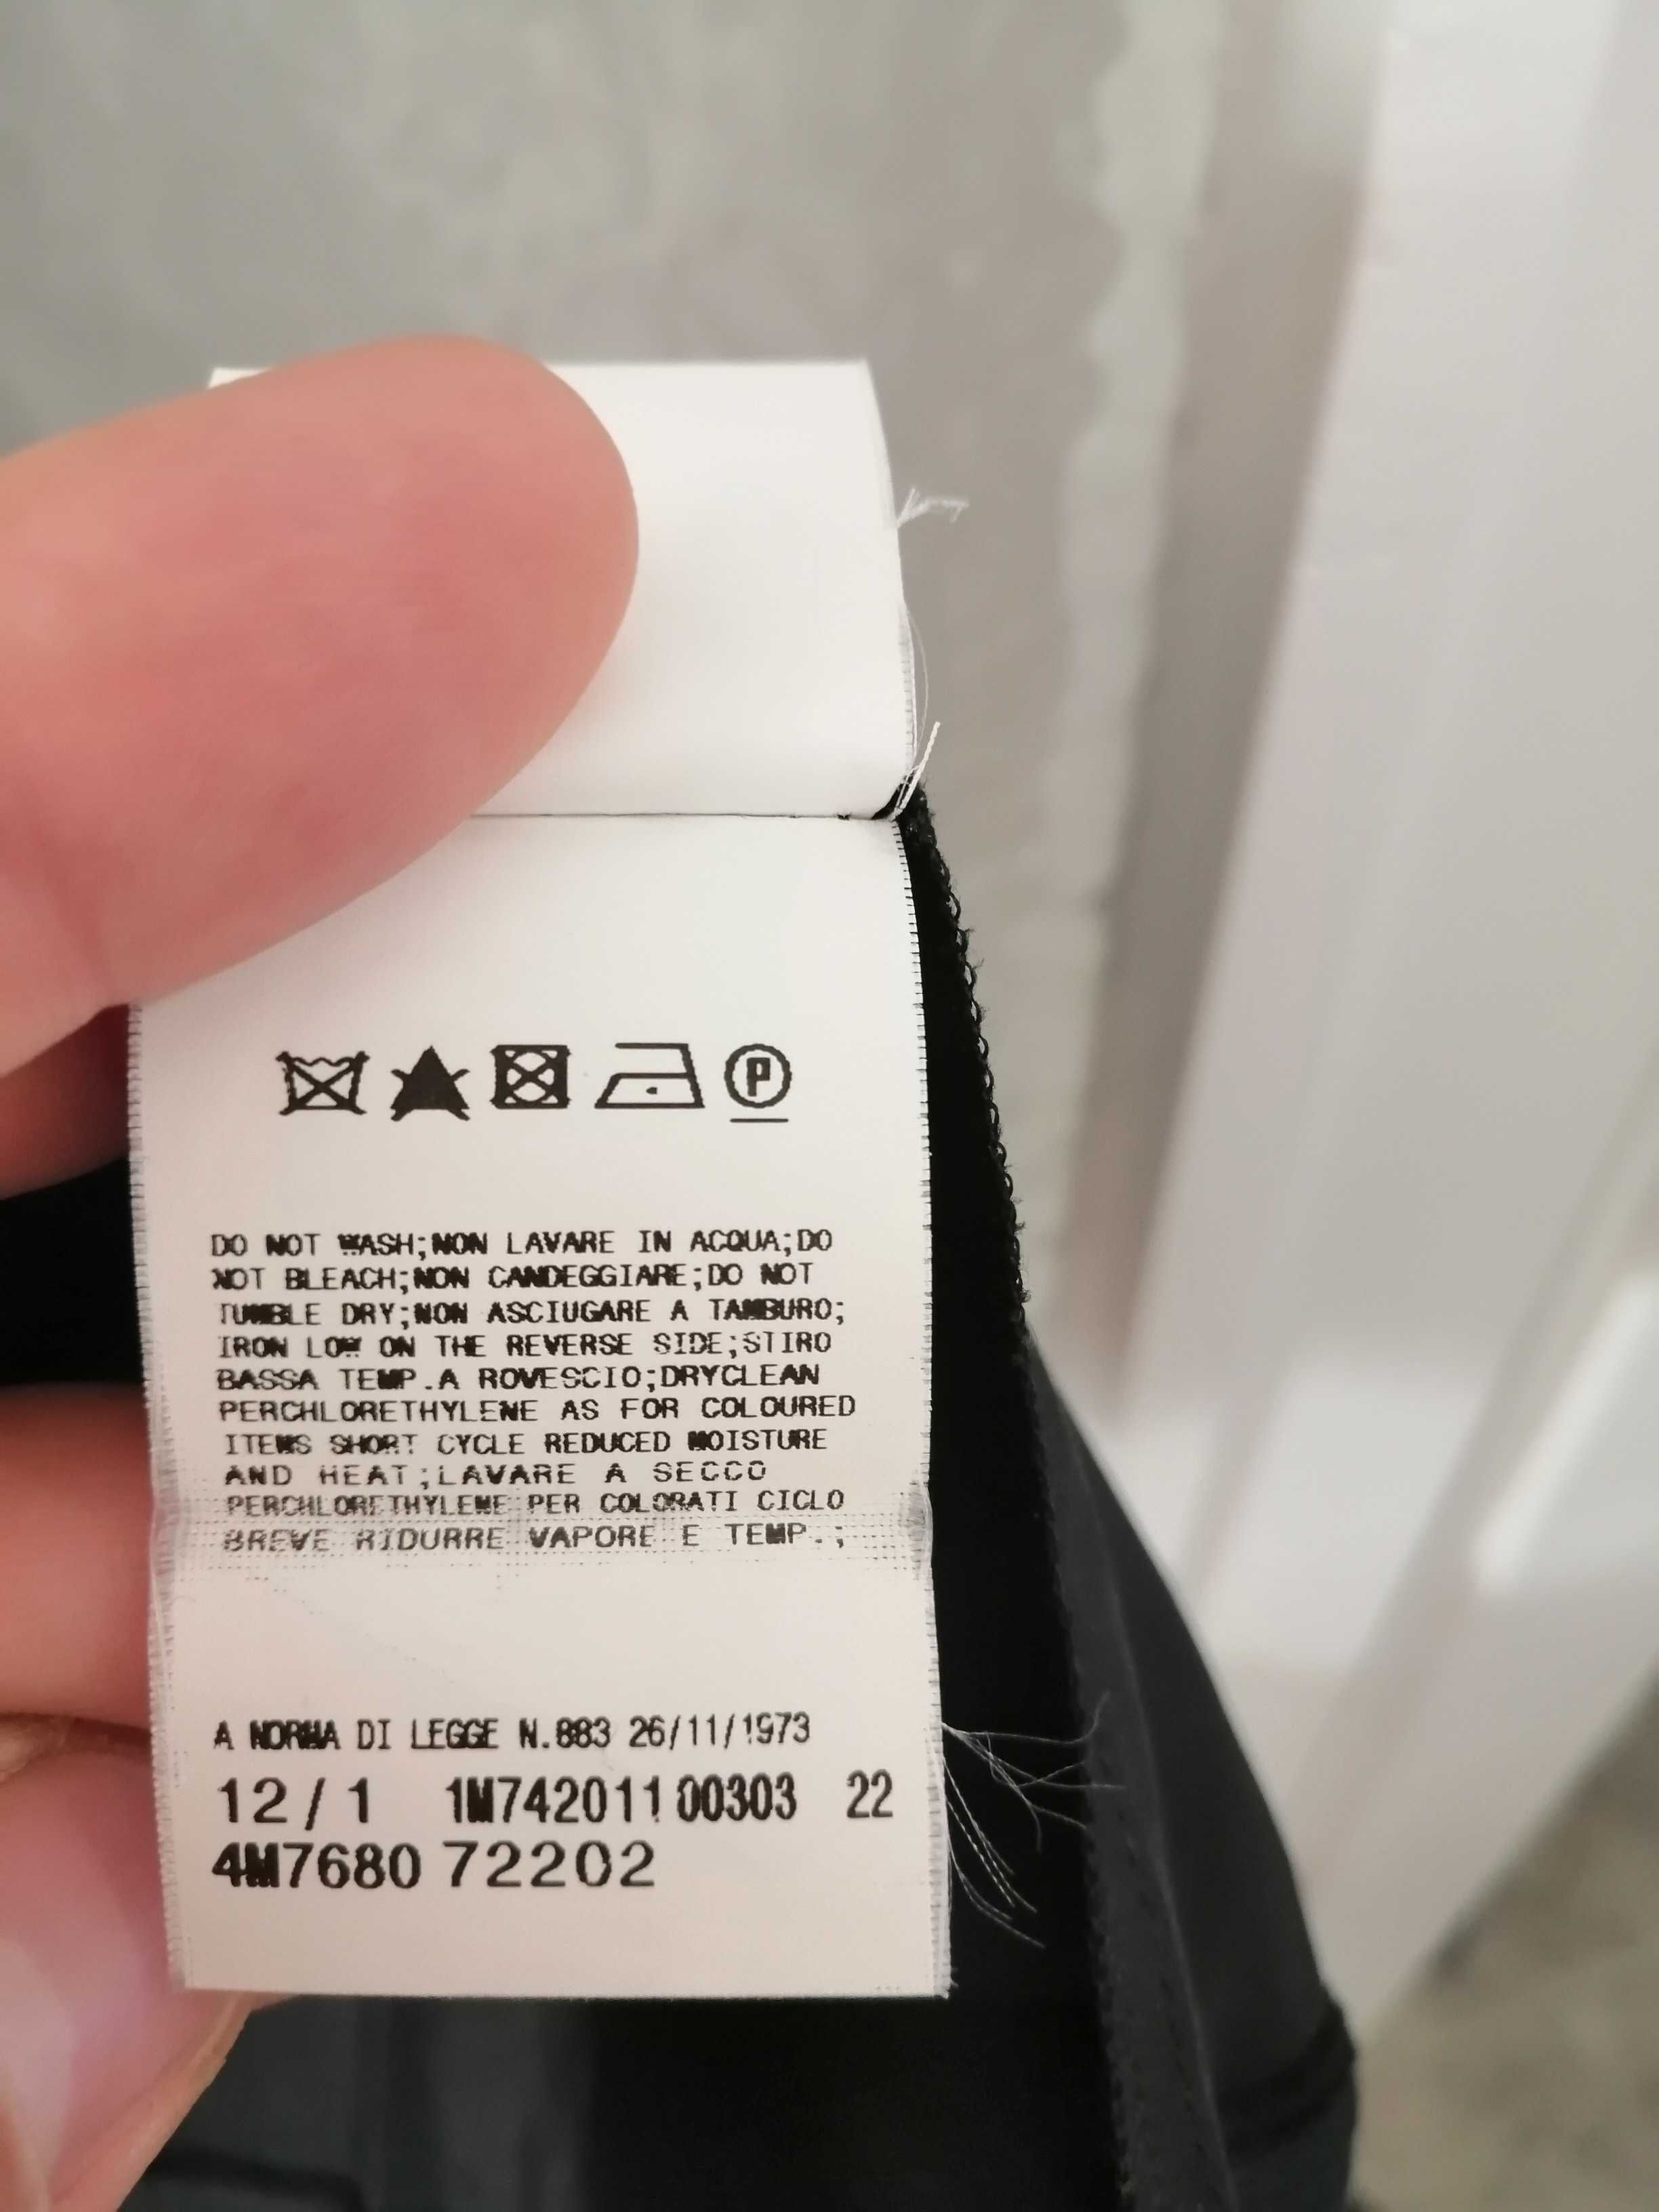 P
DO NOT WASH;NON LAVARE IN ACQUA;DO
NOT BLEACH;NON CANDEGGIARE;DO NOT
TUMBLE DRY;NON ASCIUGARE A TAMBURO;
IRON LOW ON THE REVERSE SIDE;STIRO
BASSA TEMP.A ROVESCIO;DRYCLEAN
PERCHLORETHYLENE AS FOR COLOURED
ITEMS SHORT CYCLE REDUCED MOISTURE
AND HEAT;LAVARE A SECCO
PERCHLORETHYLENE PER COLORATI CICLO
BREVE RIDURRE VAPORE E TEMP.;
A NORMA DI LEGGE N.883 26/11/1973
12/1 1M742011 00303 22
4M7680 72202